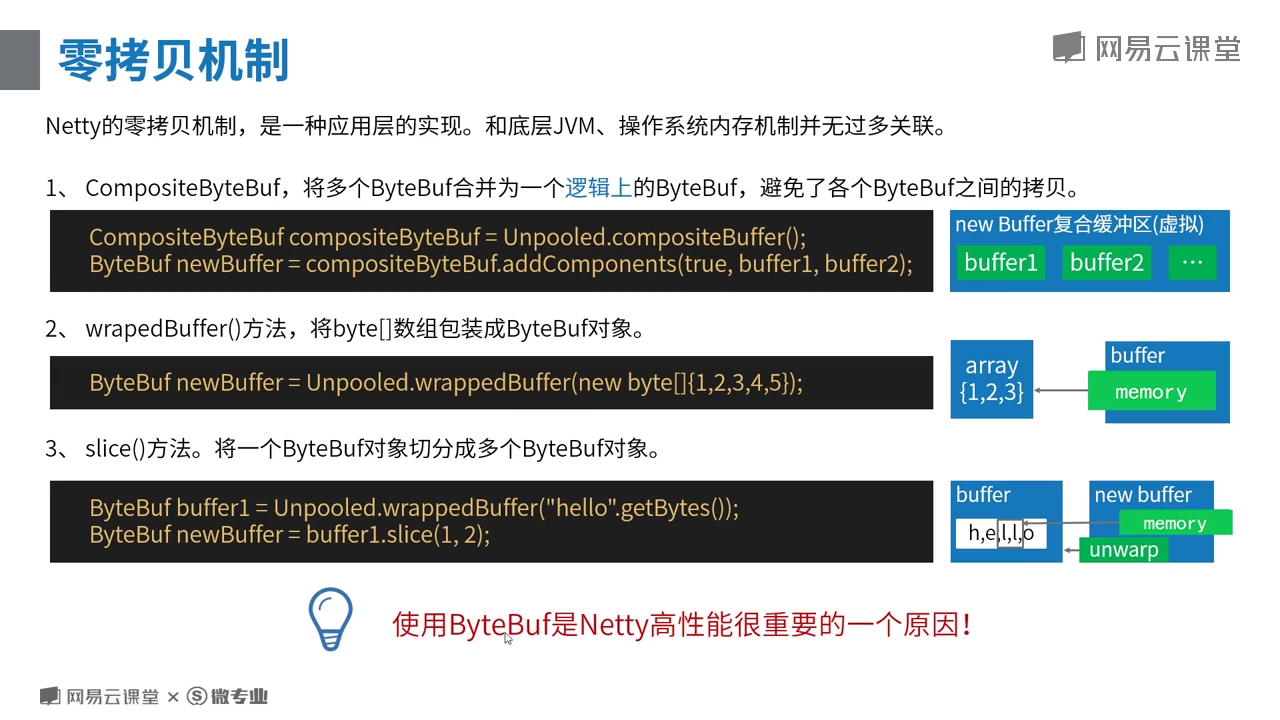 零拷贝机制
网易云课堂
Netty的零拷贝机制，是一种应用层的实现。和底层JVM、操作系统内存机制并无过多关联。
1、 CompositeByteBuf，将多个ByteBuf合并为一个逻辑上的ByteBuf，避免了各个ByteBuf之间的拷贝。
CompositeByteBuf compositeByteBuf = Unpooled.compositeBuffer();
ByteBuf newBuffer = compositeByteBuf.addComponents(true, buffer1, buffer2);
new Buffer复合缓冲区(虚拟)
buffer1 buffer2 …
2、 wrapedBuffer()方法，将byte[]数组包装成ByteBuf对象。
ByteBuf newBuffer = Unpooled.wrappedBuffer(new byte[]{1,2,3,4,5});
array
{1,2,3}
buffer
memory
3、 slice()方法。将一个ByteBuf对象切分成多个ByteBuf对象。
ByteBuf buffer1 = Unpooled.wrappedBuffer("hello".getBytes());
ByteBuf newBuffer = buffer1.slice(1, 2);
buffer
h,e,l,l,o
new buffer
memory
unwarp
使用ByteBuf是Netty高性能很重要的一个原因！
网易云课堂 × S 微专业